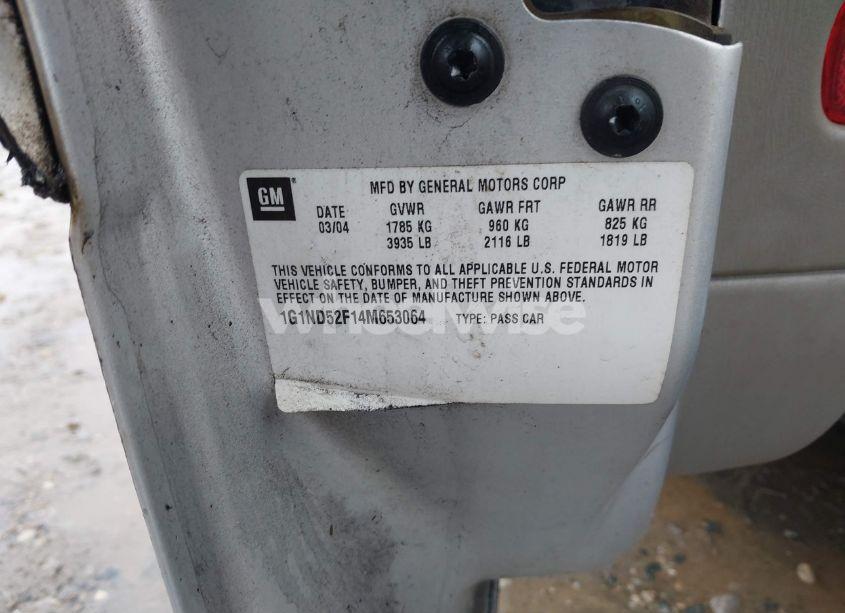 GM
MFD BY GENERAL MOTORS CORP
DATE GVWR GAWR FRT GAWR RR
03/04 1785 KG 960 KG 825 KG
3935 LB 2116 LB 1819 LB
THIS VEHICLE CONFORMS TO ALL APPLICABLE U.S. FEDERAL MOTOR
VEHICLE SAFETY, BUMPER, AND THEFT PREVENTION STANDARDS IN
EFFECT ON THE DATE OF MANUFACTURE SHOWN ABOVE.
1G1ND52F14M653064 TYPE: PASS CAR
wheelwise